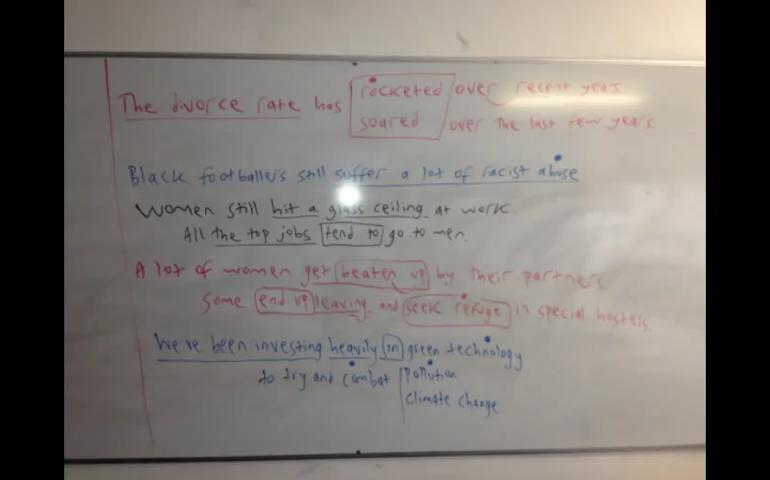 The divorce rate has rocketed over recent years
soared over the last few years
Black footballers still suffer a lot of racist abuse
Women still hit a glass ceiling at work.
All the top jobs tend to go to men.
A lot of women get beaten up by their partners
Some end up leaving and seek refuge in special hostels.
We've been investing heavily in green technology
to try and combat pollution
climate change